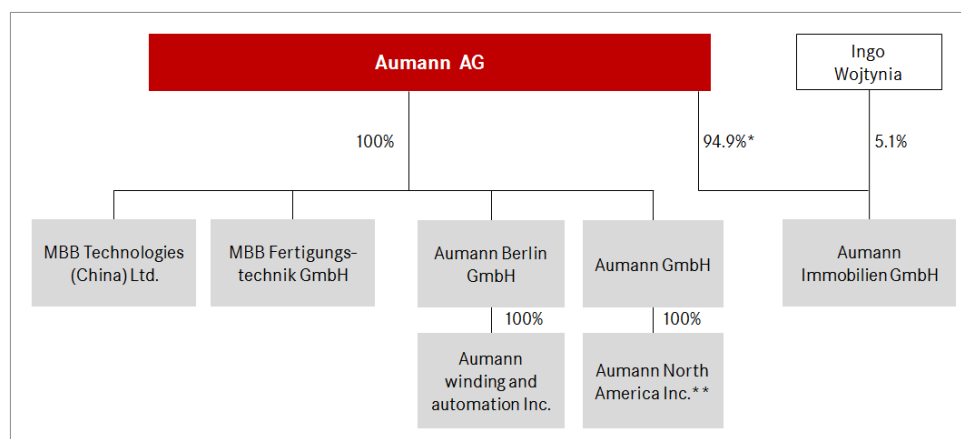 Aumann AG
Ingo
Wojtynia
100%
94.9%*
5.1%
MBB Technologies
(China) Ltd.
MBB Fertigungs-
technik GmbH
Aumann Berlin
GmbH
Aumann GmbH
Aumann
Immobilien GmbH
100%
100%
Aumann
winding and
automation Inc.
Aumann North
America Inc.**